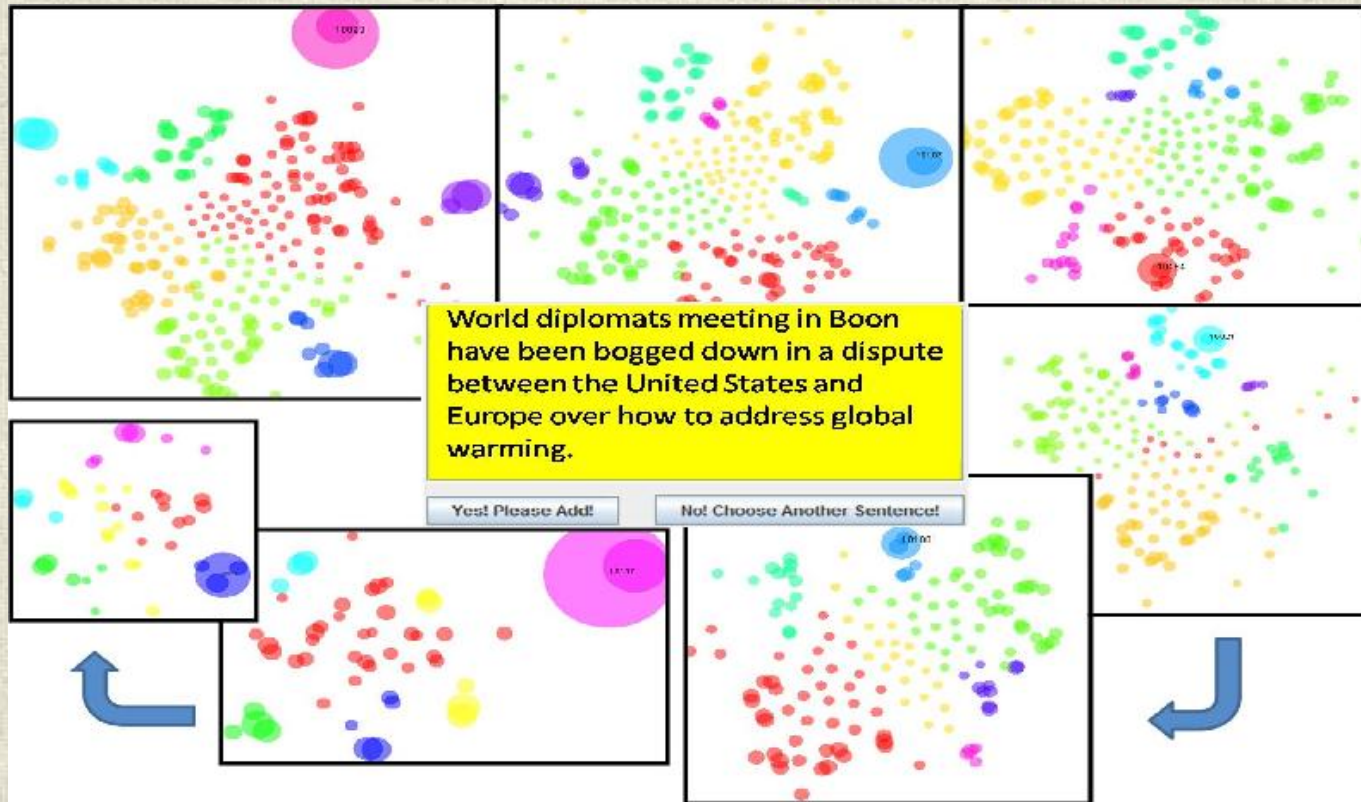 World diplomats meeting in Boon
have been bogged down in a dispute
between the United States and
Europe over how to address global
warming.
Yes! Please Add!
No! Choose Another Sentence!